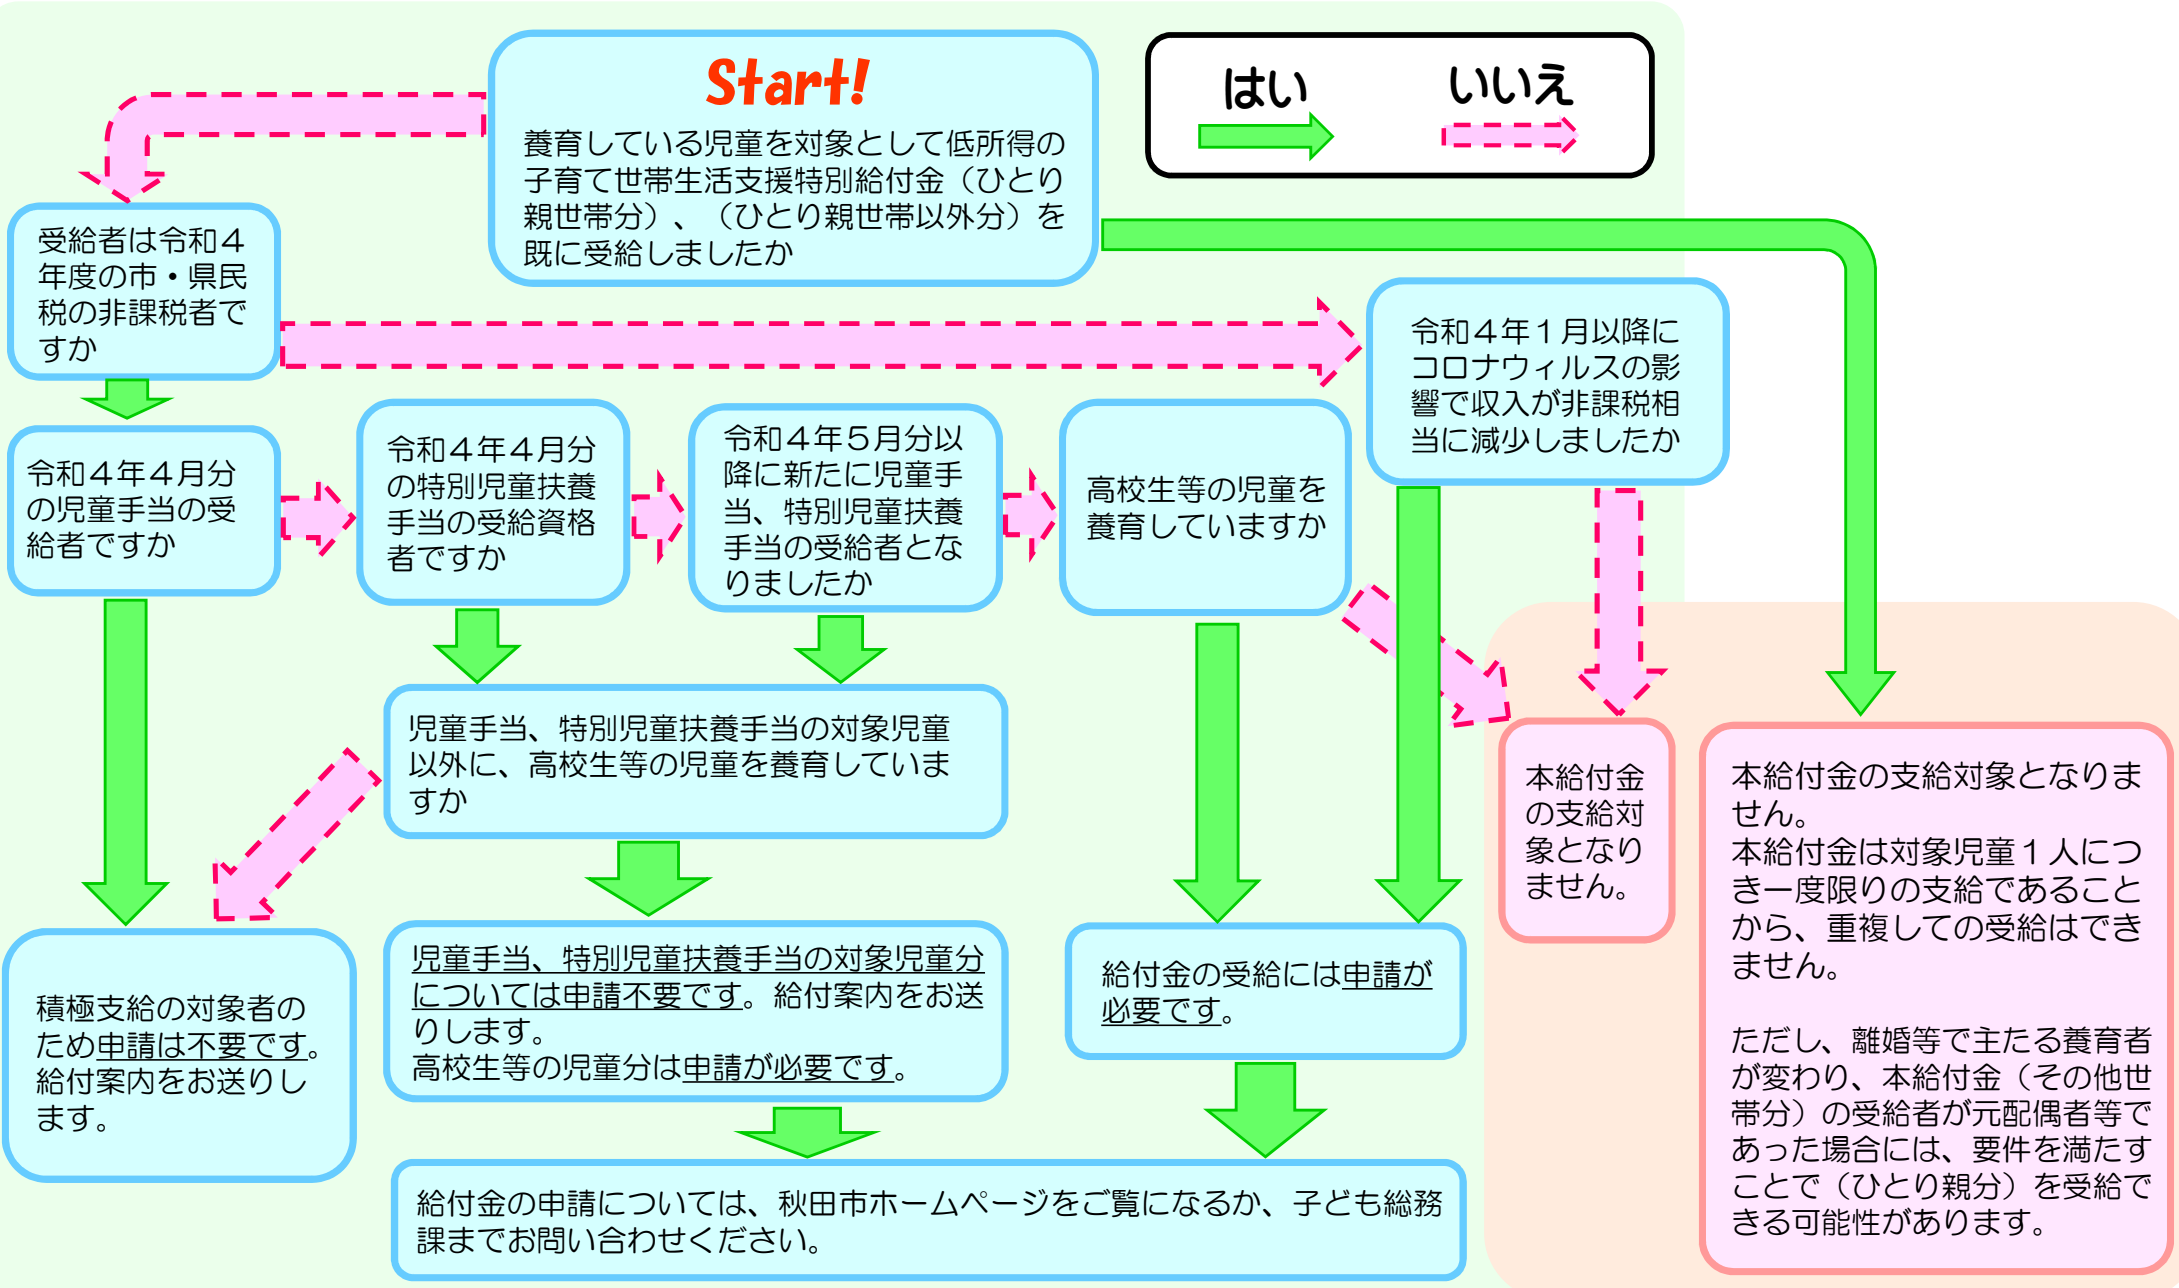 Start!
養育している児童を対象として低所得の
子育て世帯生活支援特別給付金（ひとり
親世帯分）、（ひとり親世帯以外分）を
既に受給しましたか
はい
いいえ
受給者は令和４
年度の市・県民
税の非課税者で
すか
令和４年１月以降に
コロナウィルスの影
響で収入が非課税相
当に減少しましたか
令和４年４月分
の児童手当の受
給者ですか
令和４年４月分
の特別児童扶養
手当の受給資格
者ですか
令和４年５月分以
降に新たに児童手
当、特別児童扶養
手当の受給者とな
りましたか
高校生等の児童を
養育していますか
児童手当、特別児童扶養手当の対象児童
以外に、高校生等の児童を養育していま
すか
本給付金
の支給対
象となり
ません。
本給付金の支給対象となりま
せん。
本給付金は対象児童１人につ
き一度限りの支給であること
から、重複しての受給はでき
ません。
ただし、離婚等で主たる養育者
が変わり、本給付金（その他世
帯分）の受給者が元配偶者等で
あった場合には、要件を満たす
ことで（ひとり親分）を受給で
きる可能性があります。
積極支給の対象者の
ため申請は不要です。
給付案内をお送りし
ます。
児童手当、特別児童扶養手当の対象児童分
については申請不要です。給付案内をお送
りします。
高校生等の児童分は申請が必要です。
給付金の受給には申請が
必要です。
給付金の申請については、秋田市ホームページをご覧になるか、子ども総務
課までお問い合わせください。